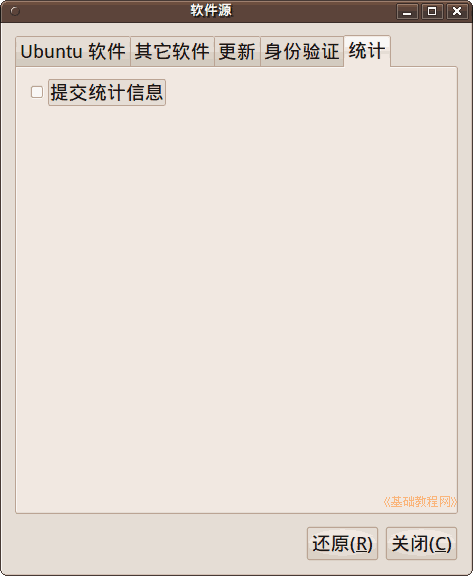 软件源
Ubuntu 软件 其它软件 更新 身份验证 统计
提交统计信息
《基础教程网》
还原(R) 关闭(C)